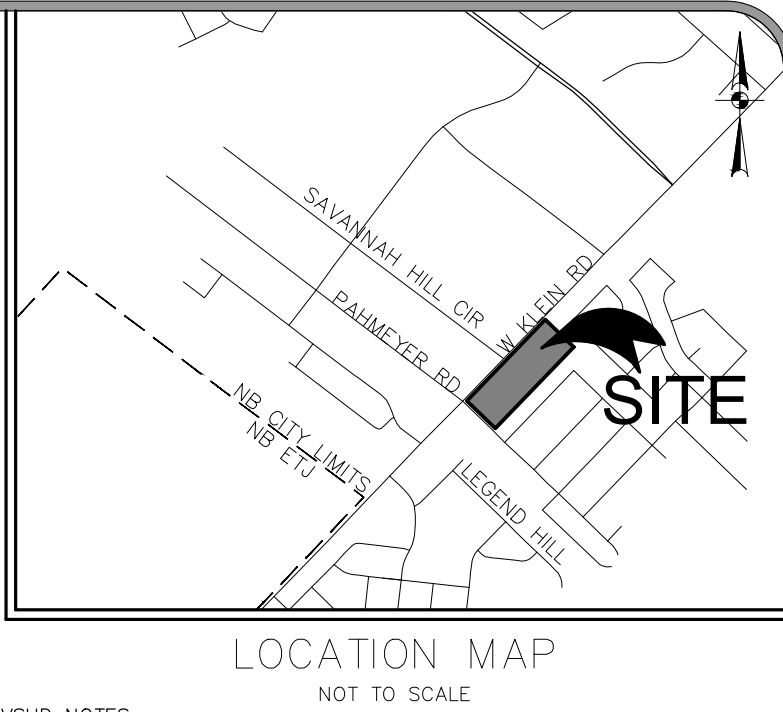 SAVANNAH HILL CIR
W KLEIN RD
PAHMEYER RD
SITE
NB CITY LIMITS
NB ETJ
LEGEND HILL
LOCATION MAP
NOT TO SCALE
NOTES